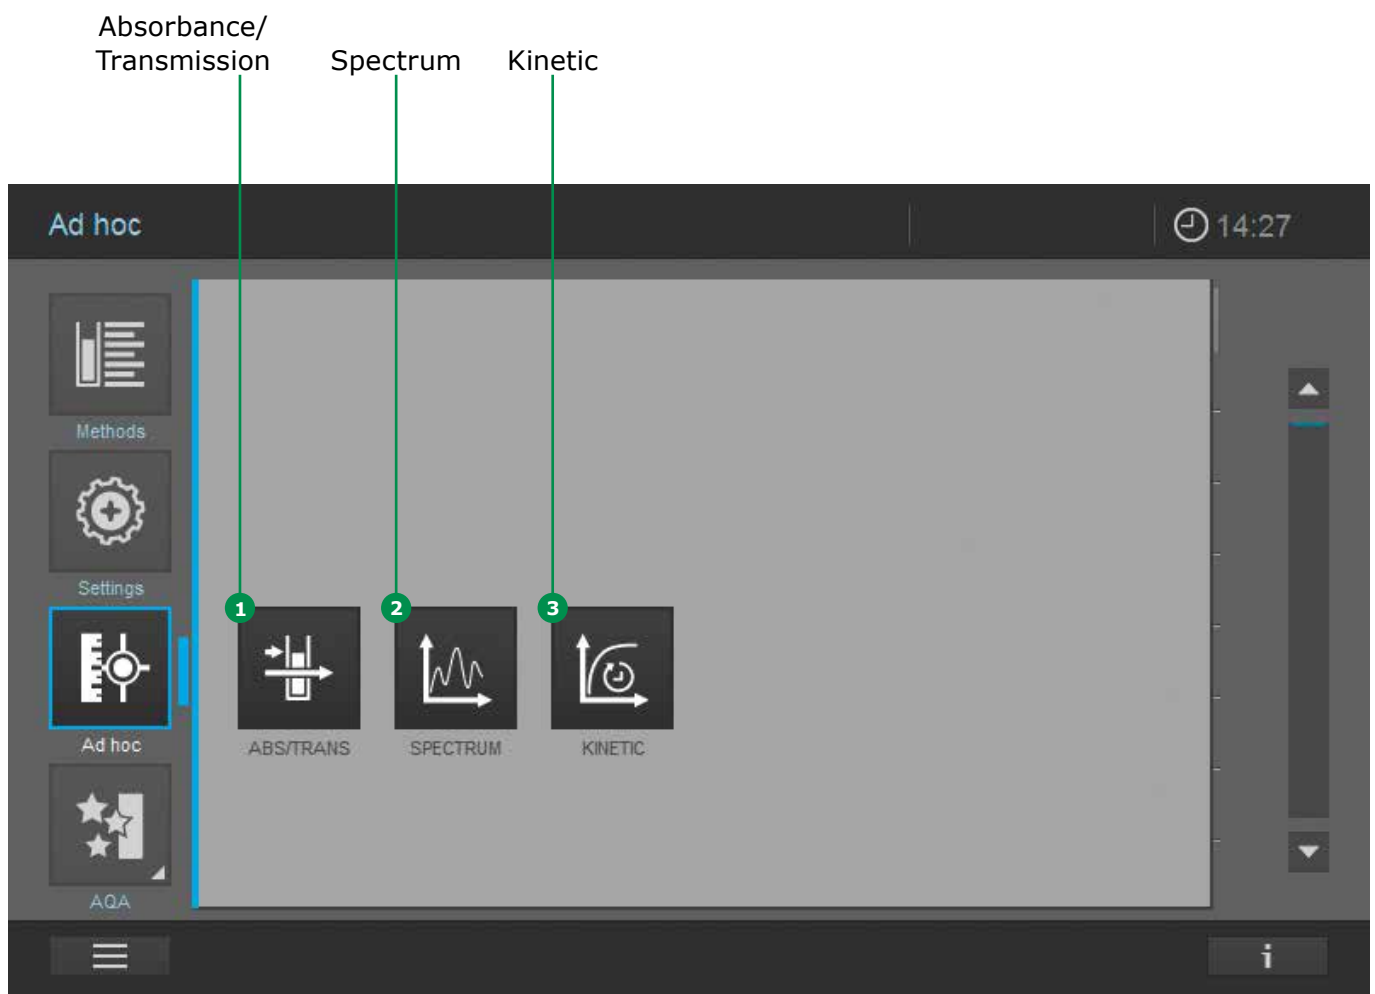 Absorbance/
Transmission
Spectrum
Kinetic
Ad hoc
14:27
Methods
Settings
Ad hoc
AQA
1
2
3
ABS/TRANS
SPECTRUM
KINETIC
i